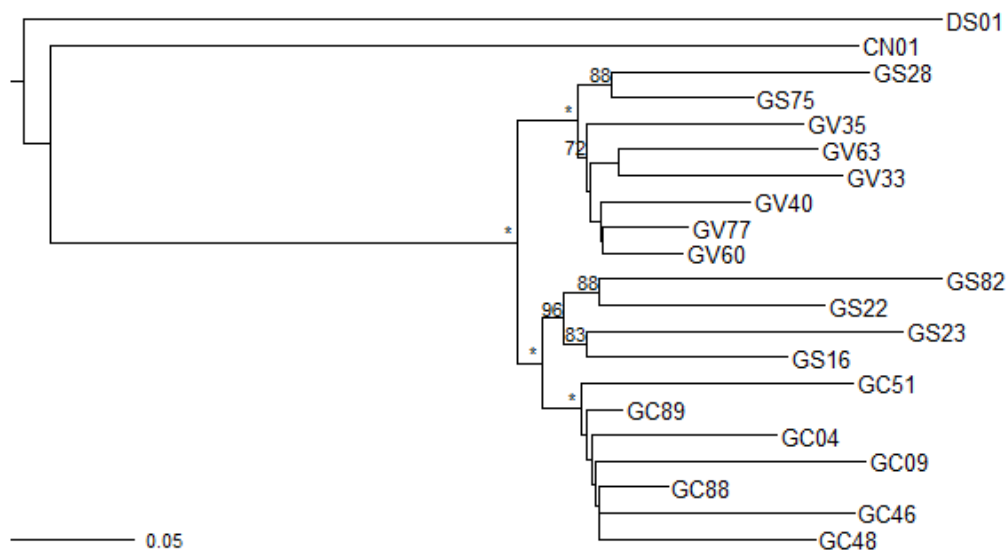 DS01
CN01
88 GS28
GS75
*
GV35
72
GV63
GV33
GV40
GV77
*
GV60
88 GS82
96 GS22
83 GS23
*
GS16
* GC51
GC89
GC04
GC09
GC88
GC46
0.05 GC48